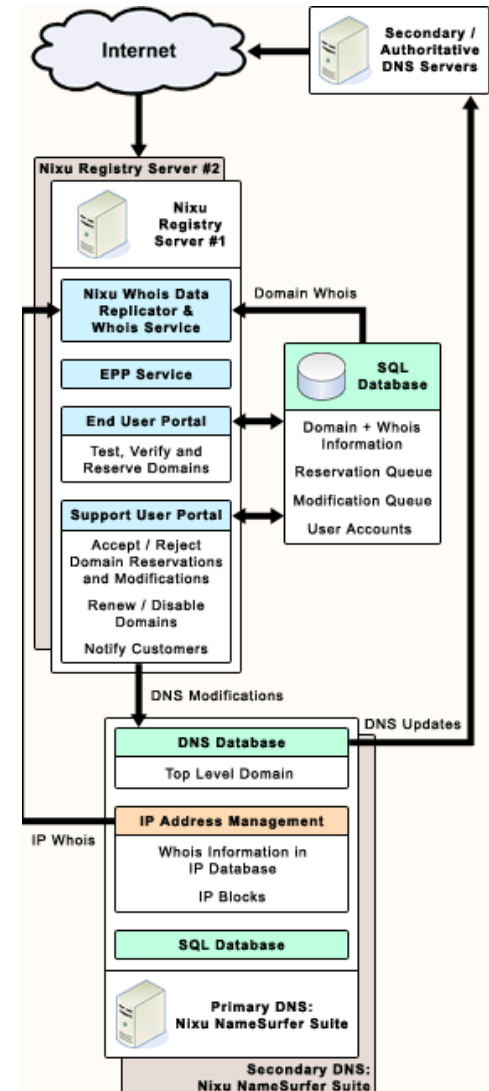 Internet
Secondary /
Authoritative
DNS Servers
Nixu Registry Server #2
Nixu
Registry
Server #1
Nixu Whois Data
Replicator &
Whois Service
Domain Whois
EPP Service
SQL
Database
End User Portal
Test, Verify and
Reserve Domains
Domain + Whois
Information
Reservation Queue
Modification Queue
User Accounts
Support User Portal
Accept / Reject
Domain Reservations
and Modifications
Renew / Disable
Domains
Notify Customers
DNS Modifications
DNS Updates
DNS Database
Top Level Domain
IP Address Management
IP Whois
Whois Information in
IP Database
IP Blocks
SQL Database
Primary DNS:
Nixu NameSurfer Suite
Secondary DNS:
Nixu NameSurfer Suite